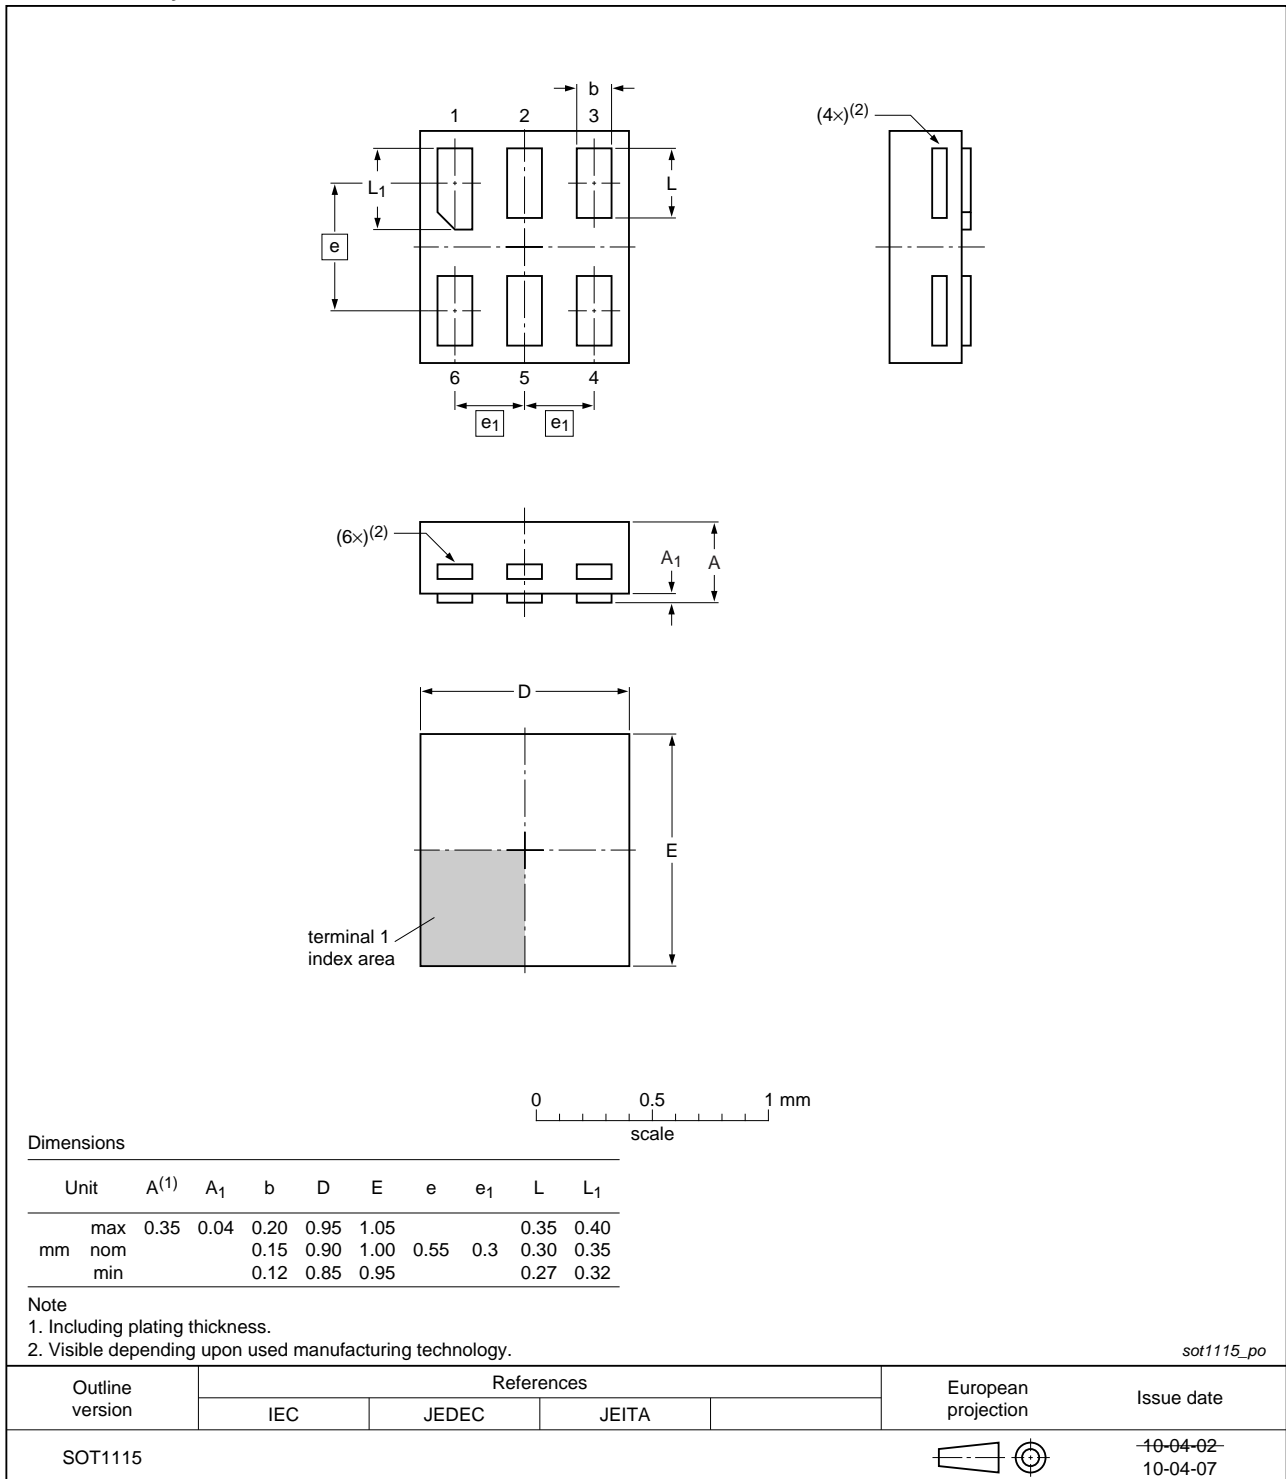 b
1 2 3
(4×)(2)
L1
L
e
6 5 4
e1 e1
(6×)(2)
A1 A
D
E
terminal 1
index area
0 0.5 1 mm
scale
Dimensions
Unit A(1) A1 b D E e e1 L L1
max 0.35 0.04 0.20 0.95 1.05 0.35 0.40
mm nom 0.15 0.90 1.00 0.55 0.3 0.30 0.35
min 0.12 0.85 0.95 0.27 0.32
Note
1. Including plating thickness.
2. Visible depending upon used manufacturing technology.
sot1115_po
Outline
version
References
IEC JEDEC JEITA
European
projection
Issue date
SOT1115
10-04-02
10-04-07